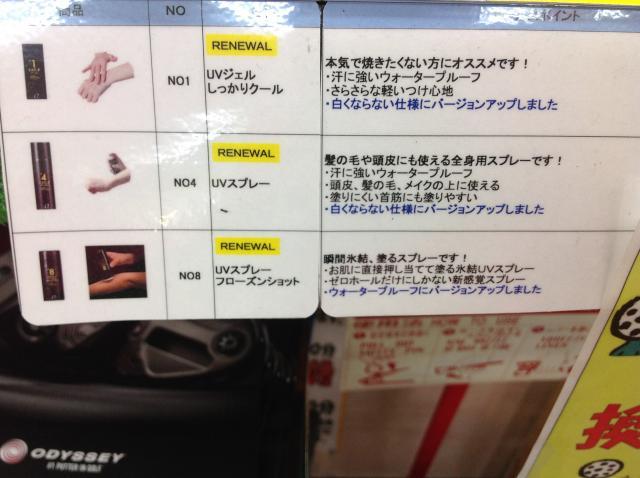 商品
NO
ポイント
NO1
RENEWAL
UVジェル
しっかりクール
本気で焼きたくない方にオススメです！
・汗に強いウォータープルーフ
・さらさらな軽いつけ心地
・白くならない仕様にバージョンアップしました
NO4
RENEWAL
UVスプレー
～
髪の毛や頭皮にも使える全身用スプレーです！
・汗に強いウォータープルーフ
・頭皮、髪の毛、メイクの上に使える
・塗りにくい首筋にも塗りやすい
・白くならない仕様にバージョンアップしました
NO8
RENEWAL
UVスプレー
フローズンショット
瞬間氷結、塗るスプレーです！
・お肌に直接押し当てて塗る氷結UVスプレー
・ゼロホールだけにしかない新感覚スプレー
・ウォータープルーフにバージョンアップしました
ODYSSEY
#1 PUTTER IN GOLF
換